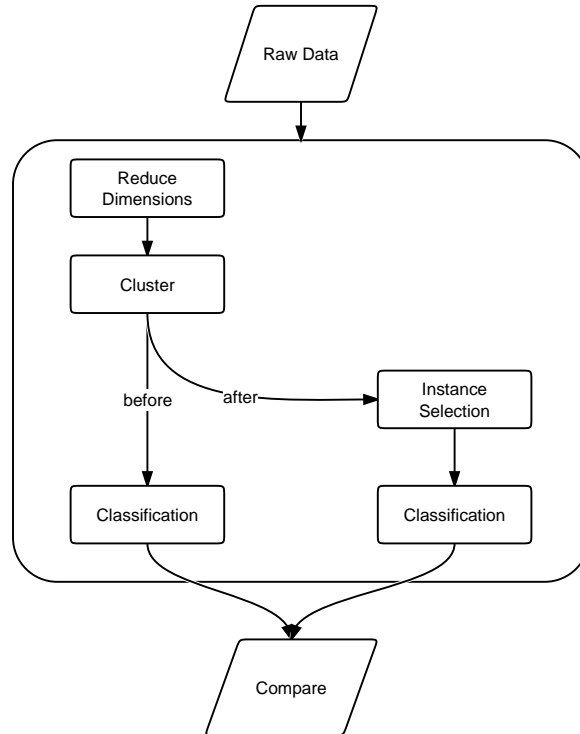 Raw Data
Reduce
Dimensions
Cluster
before
after
Instance
Selection
Classification
Classification
Compare